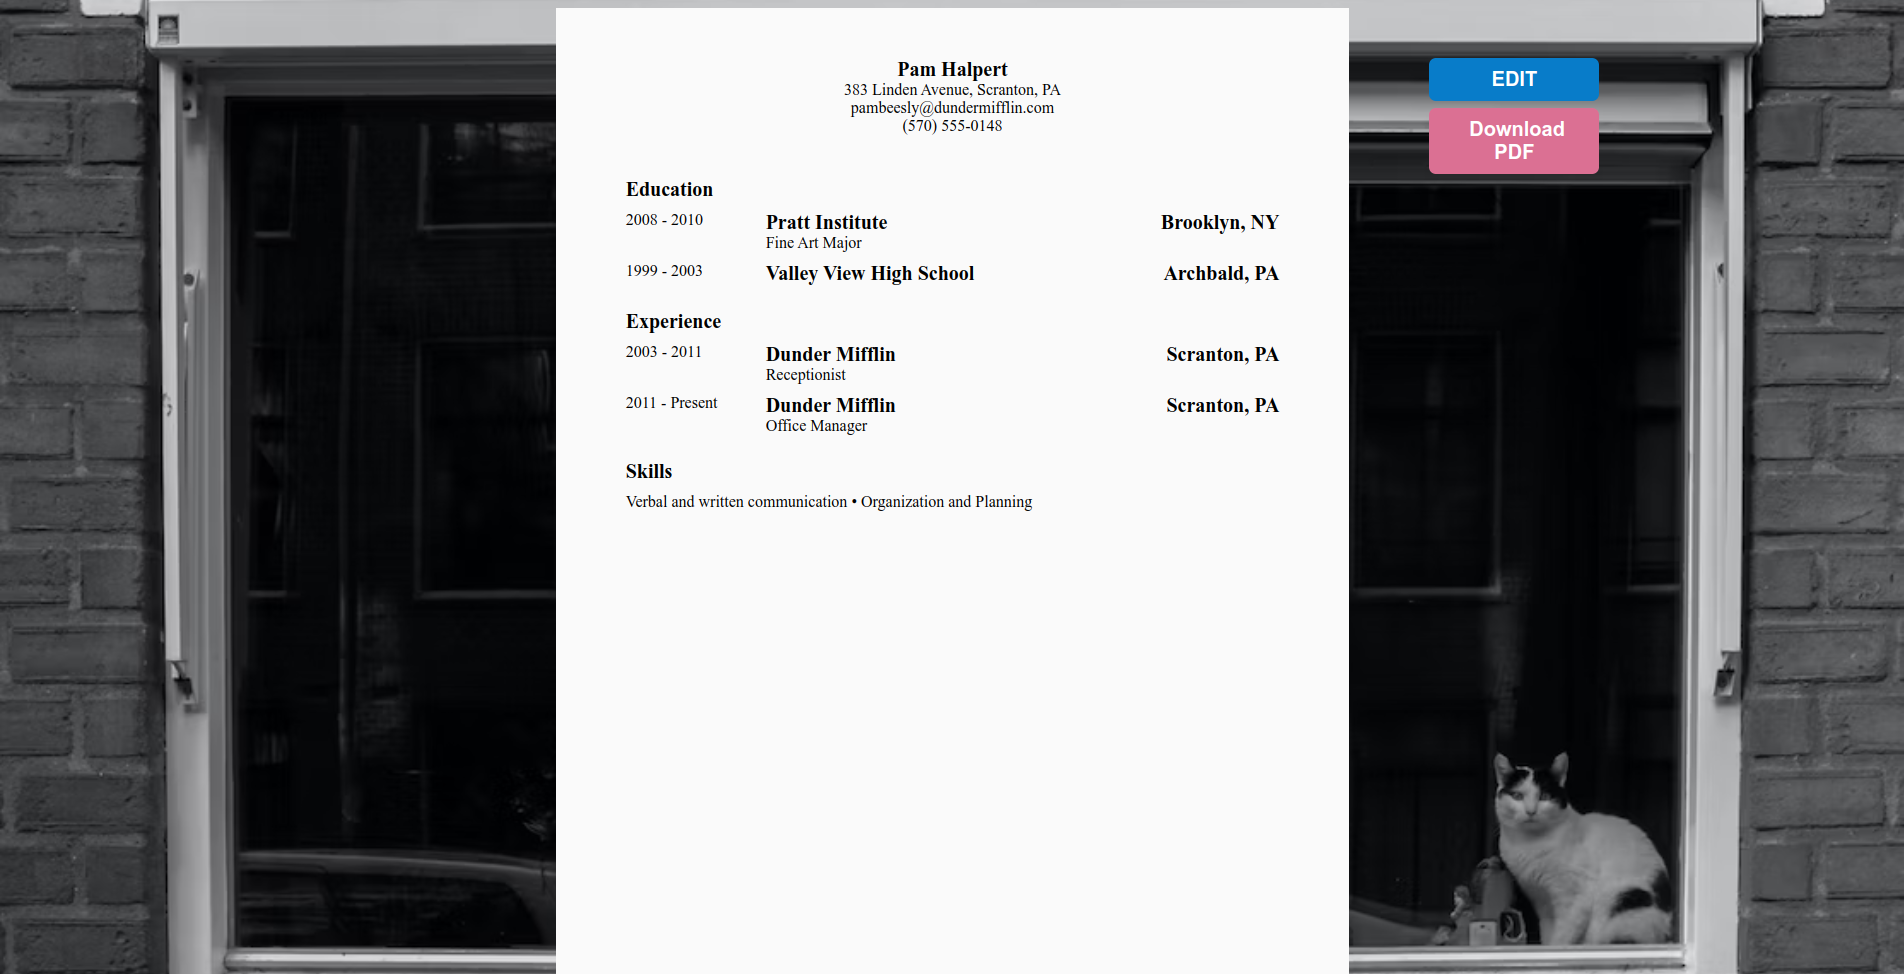 Pam Halpert
383 Linden Avenue, Scranton, PA
pambeesly@dundermifflin.com
(570) 555-0148
EDIT
Download
PDF
Education
2008 - 2010 Pratt Institute Brooklyn, NY
Fine Art Major
1999 - 2003 Valley View High School Archbald, PA
Experience
2003 - 2011 Dunder Mifflin Scranton, PA
Receptionist
2011 - Present Dunder Mifflin Scranton, PA
Office Manager
Skills
Verbal and written communication • Organization and Planning